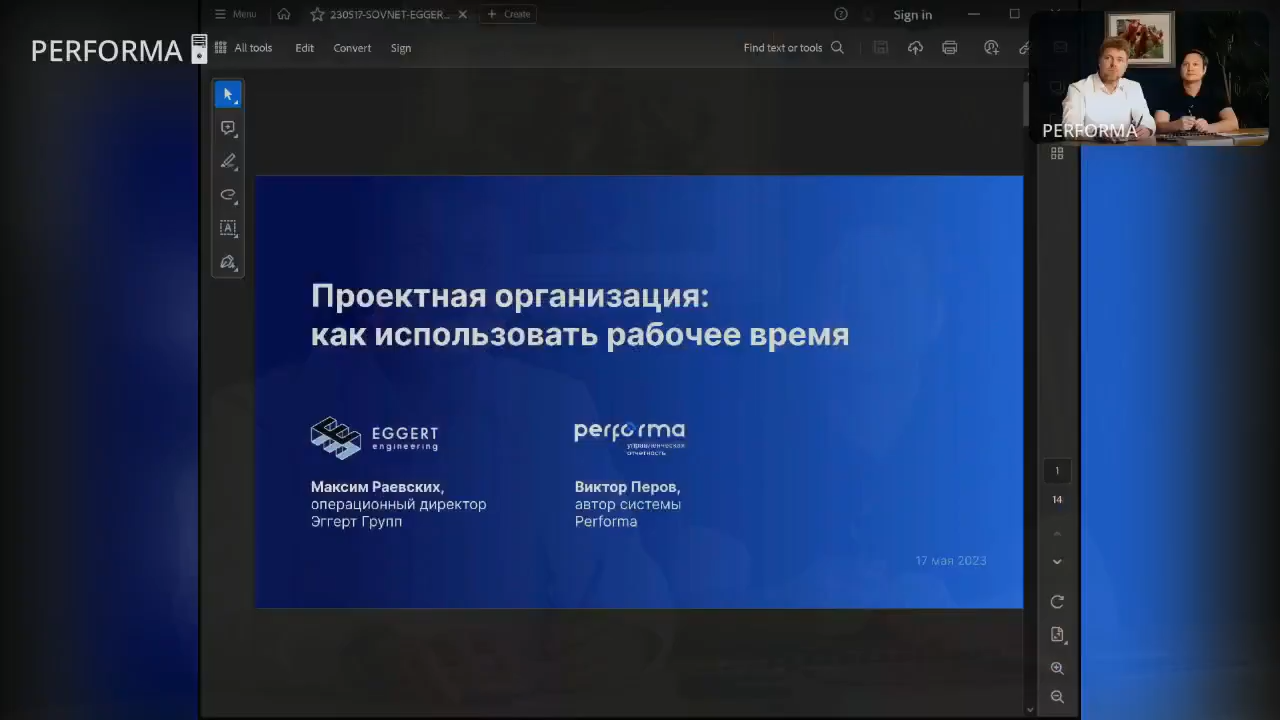 Menu
230517-SOVNET-EGGER...
Create
Sign in
PERFORMA
All tools
Edit
Convert
Sign
Find text or tools
PERFORMA
Проектная организация:
как использовать рабочее время
EGGERT
engineering
performa
управленческая
отчетность
Максим Раевских,
операционный директор
Эггерт Групп
Виктор Перов,
автор системы
Performa
17 мая 2023
1
14